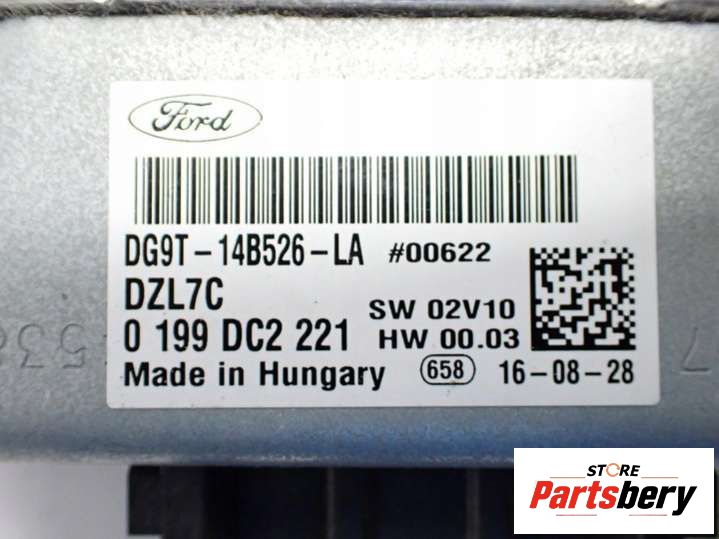 Ford
DG9T-14B526-LA #00622
DZL7C
SW 02V10
0 199 DC2 221
HW 00.03
Made in Hungary 658 16-08-28
STORE
Partsbery